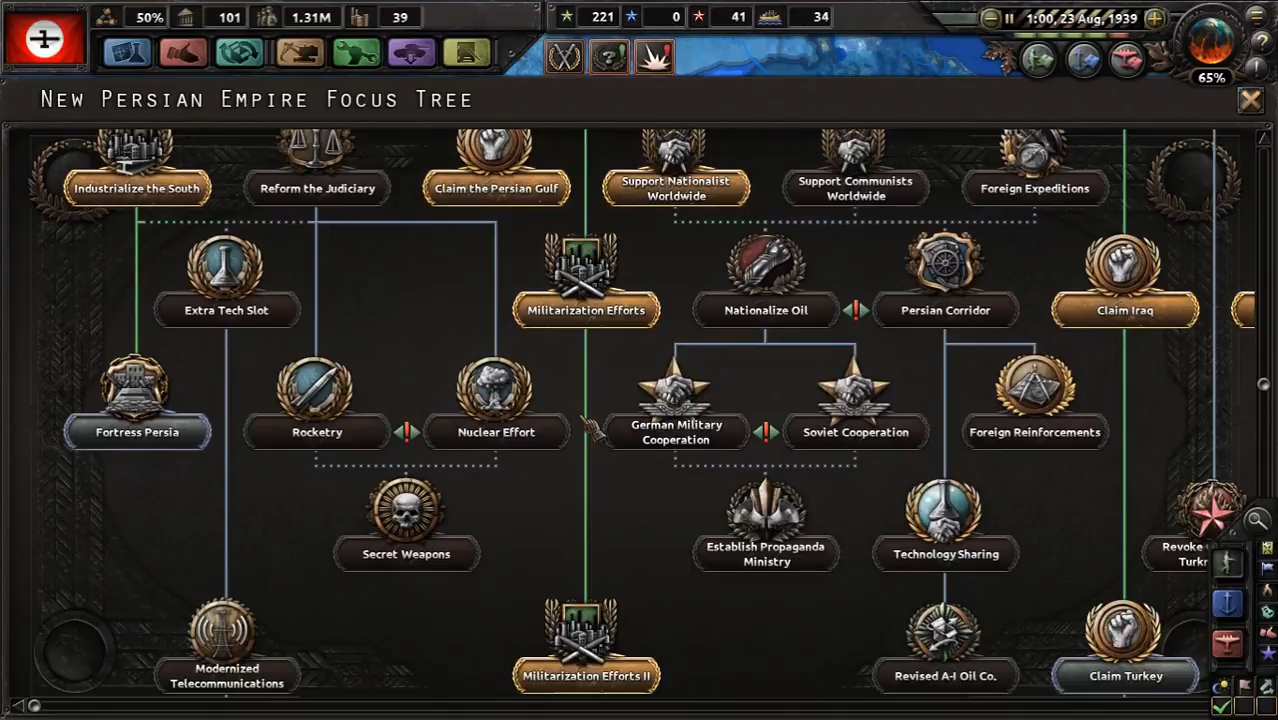 50%
101
1.31M
39
221
0
41
34
1:00, 23 Aug, 1939
65%
New Persian Empire Focus Tree
Industrialize the South
Reform the Judiciary
Claim the Persian Gulf
Support Nationalist
Worldwide
Support Communists
Worldwide
Foreign Expeditions
Extra Tech Slot
Militarization Efforts
Nationalize Oil
Persian Corridor
Claim Iraq
Fortress Persia
Rocketry
Nuclear Effort
German Military
Cooperation
Soviet Cooperation
Foreign Reinforcements
Secret Weapons
Establish Propaganda
Ministry
Technology Sharing
Revoke
Modernized
Telecommunications
Militarization Efforts II
Revised A-I Oil Co.
Claim Turkey